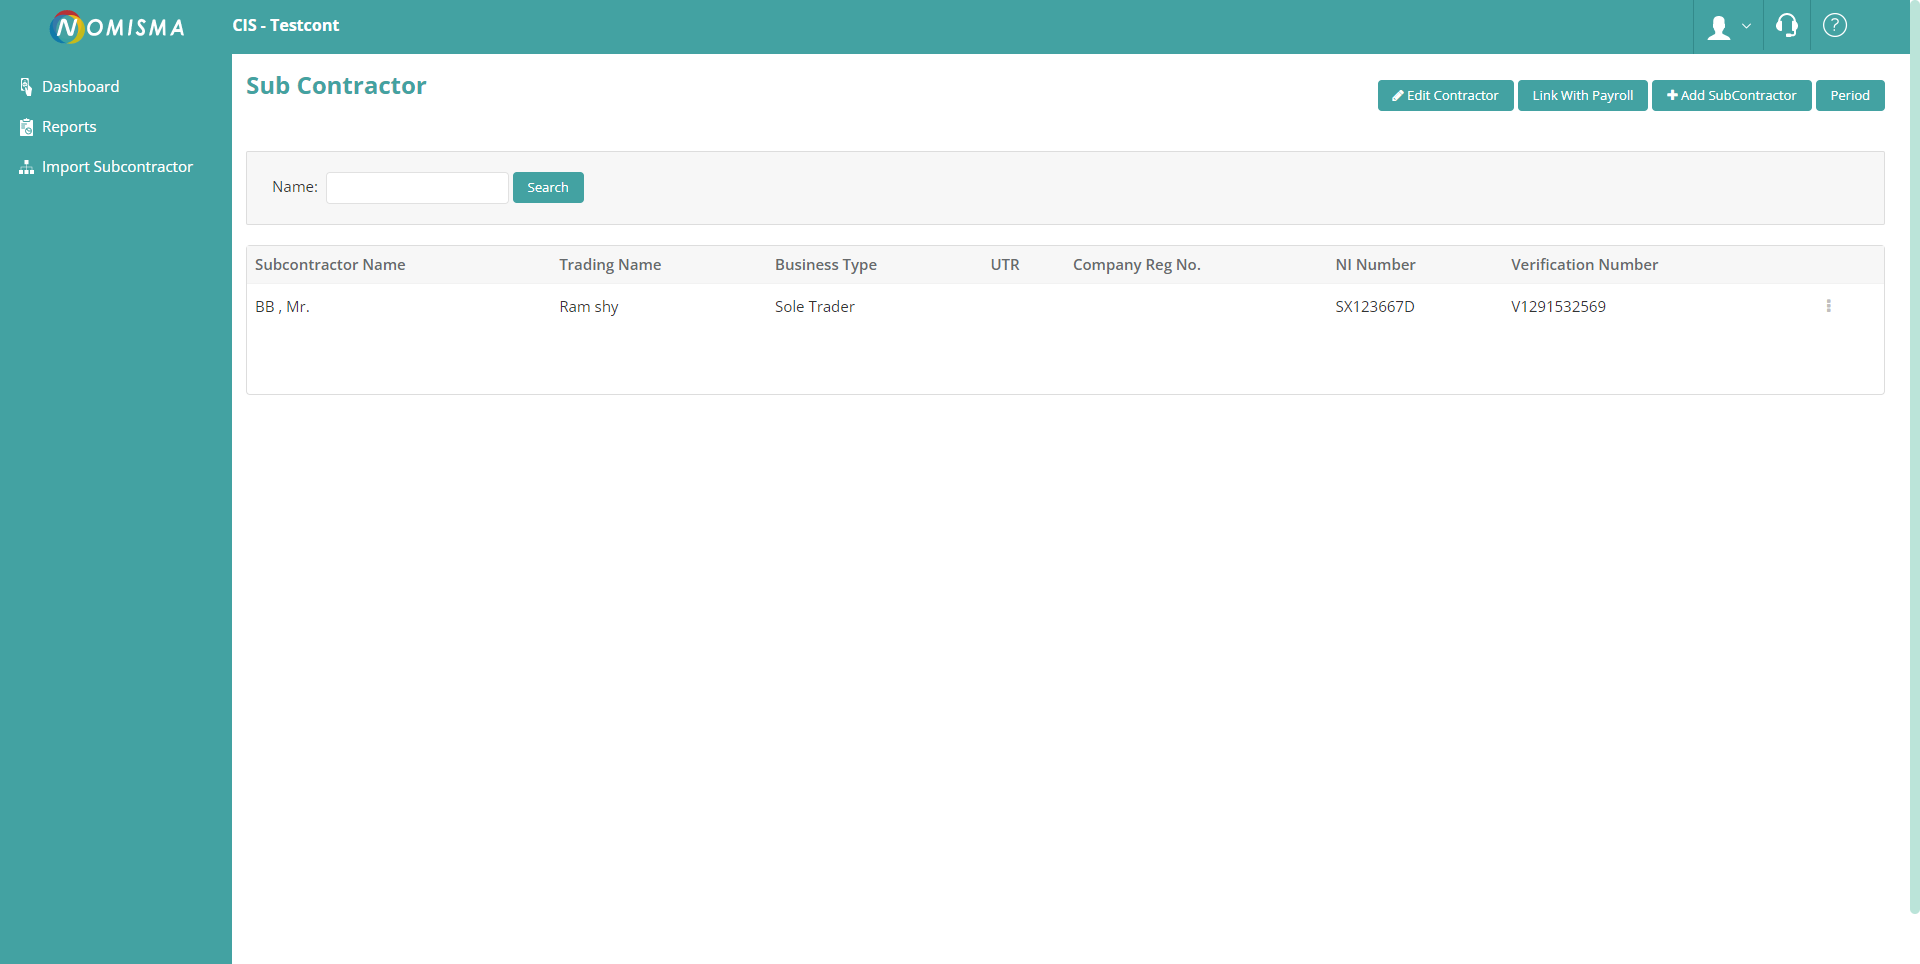 NOMISMA
CIS - Testcont
Dashboard
Reports
Import Subcontractor
Sub Contractor
Edit Contractor
Link With Payroll
Add SubContractor
Period
Name:
Search
Subcontractor Name Trading Name Business Type UTR Company Reg No. NI Number Verification Number
BB , Mr. Ram shy Sole Trader SX123667D V1291532569